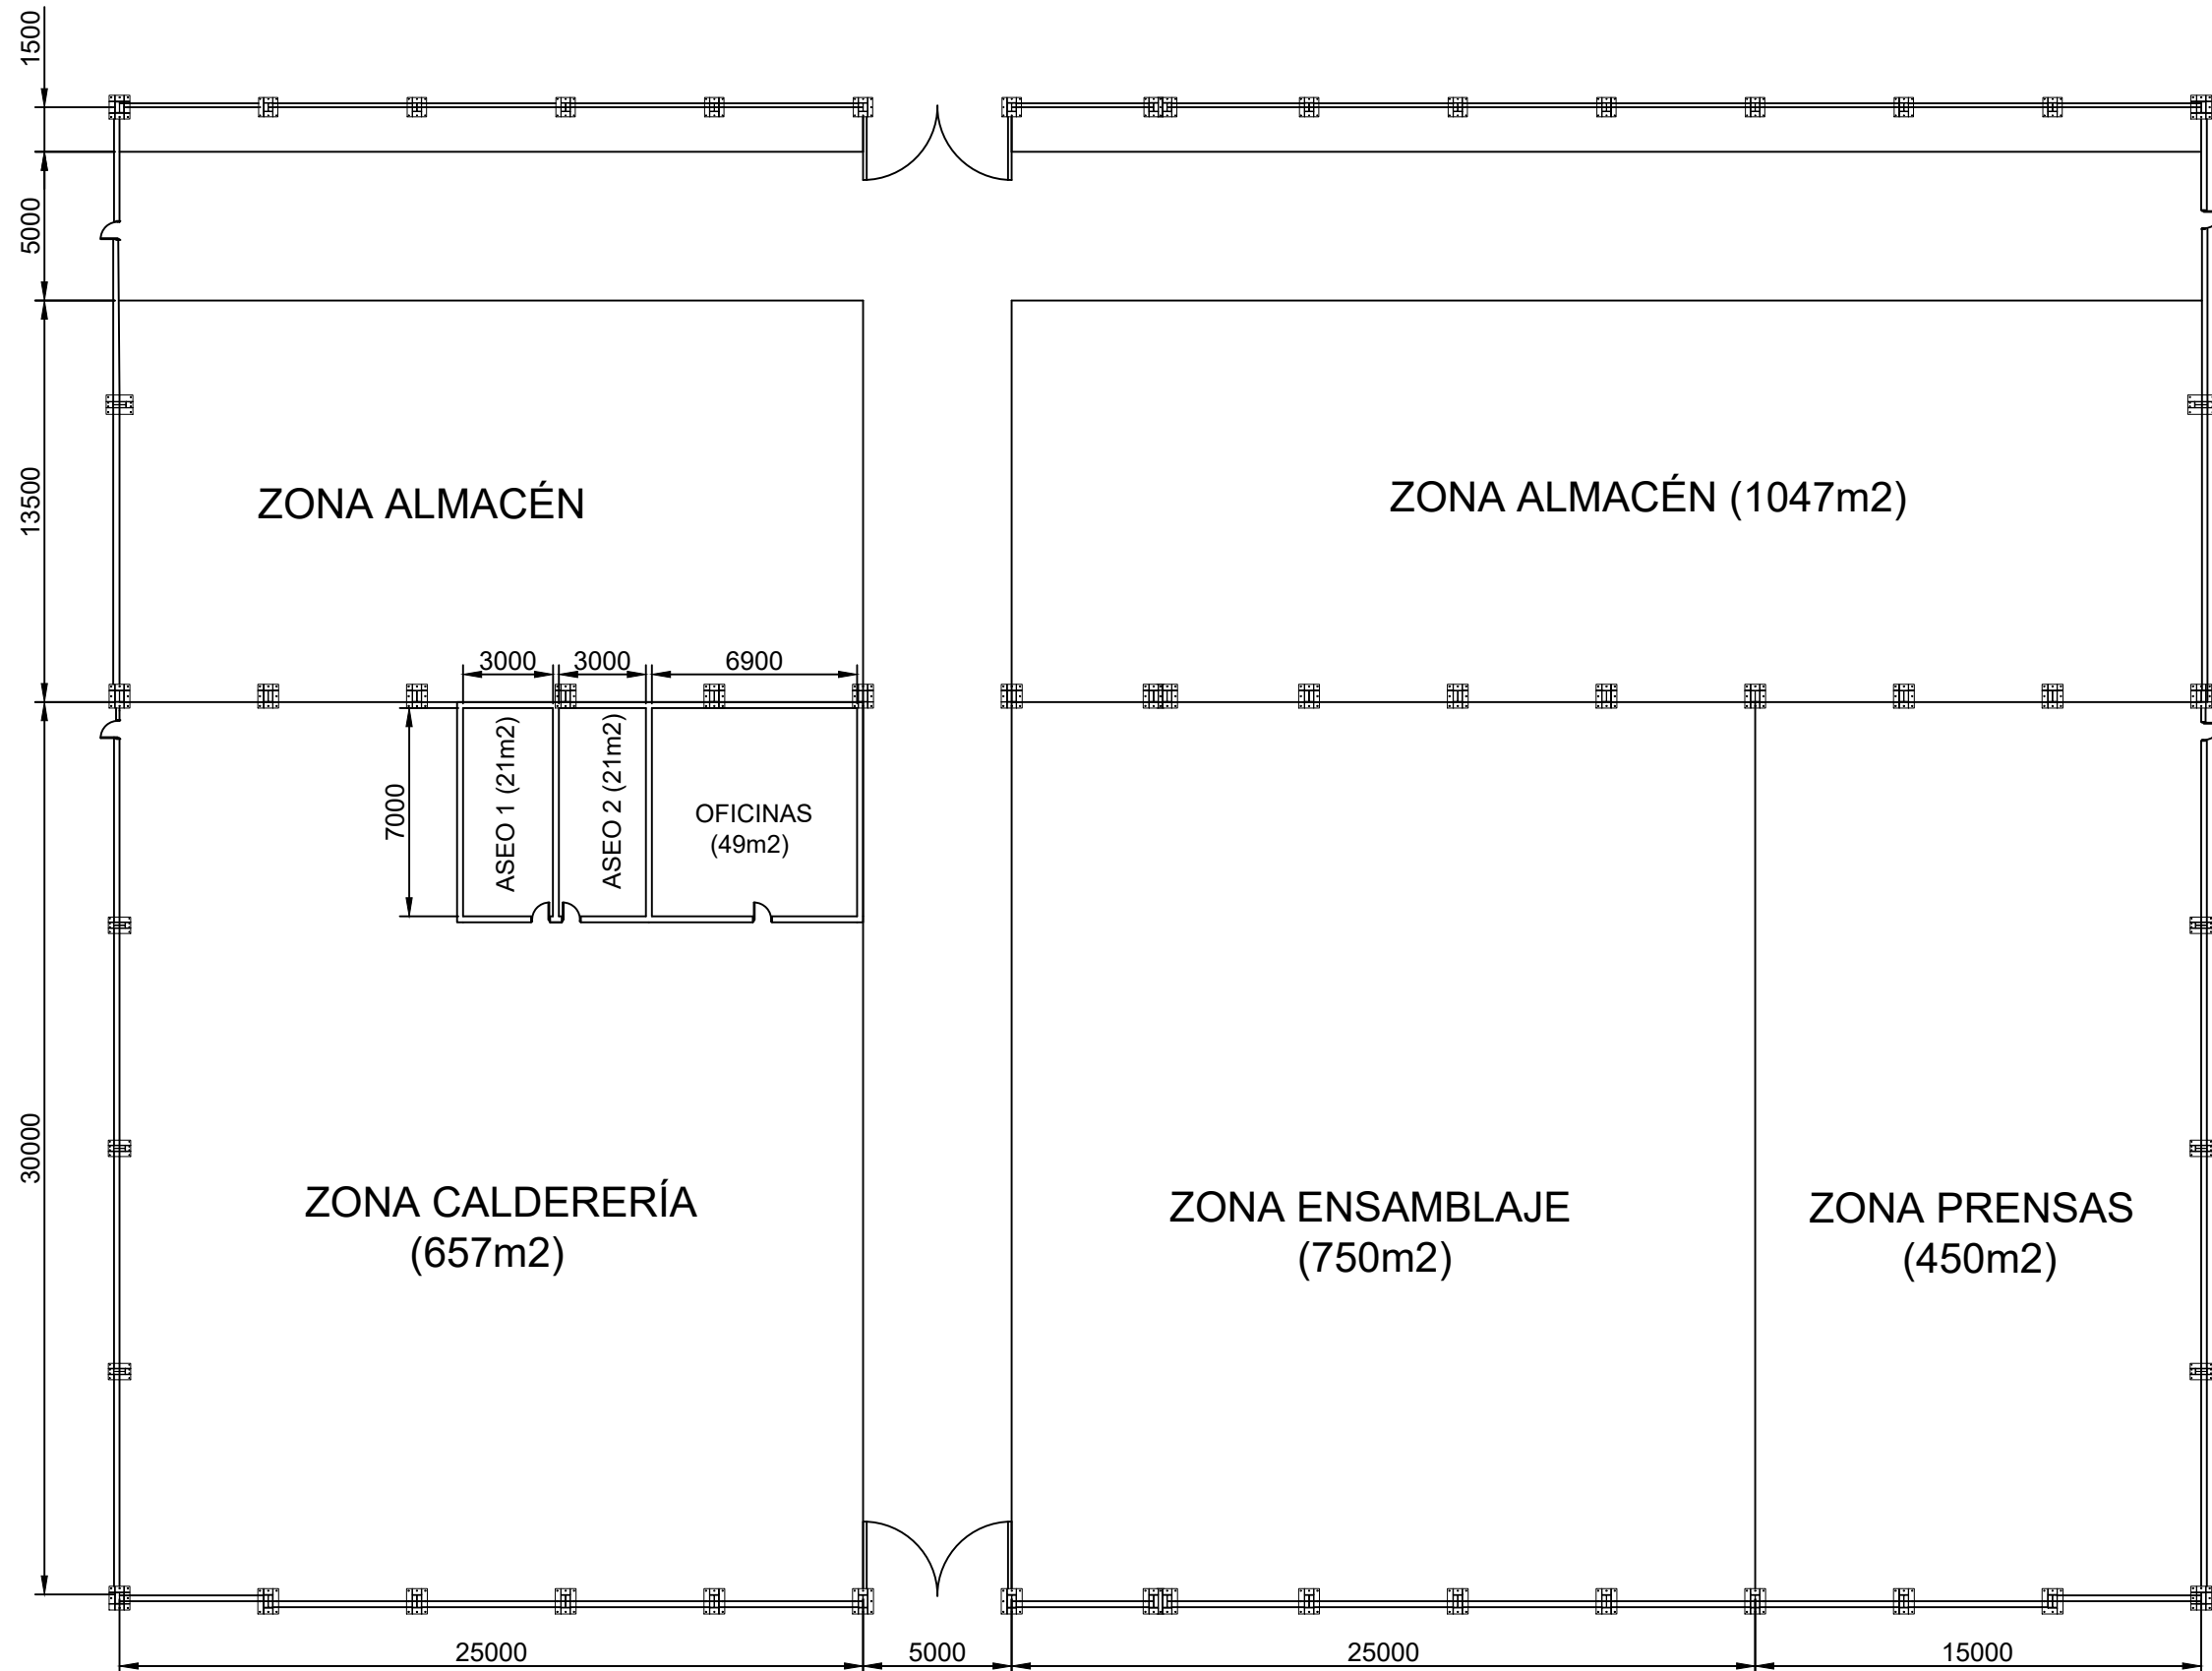 1500
5000
13500
ZONA ALMACÉN
ZONA ALMACÉN (1047m2)
3000
3000
6900
7000
ASEO 1 (21m2)
ASEO 2 (21m2)
OFICINAS
(49m2)
30000
ZONA CALDERERÍA
(657m2)
ZONA ENSAMBLAJE
(750m2)
ZONA PRENSAS
(450m2)
25000
5000
25000
15000